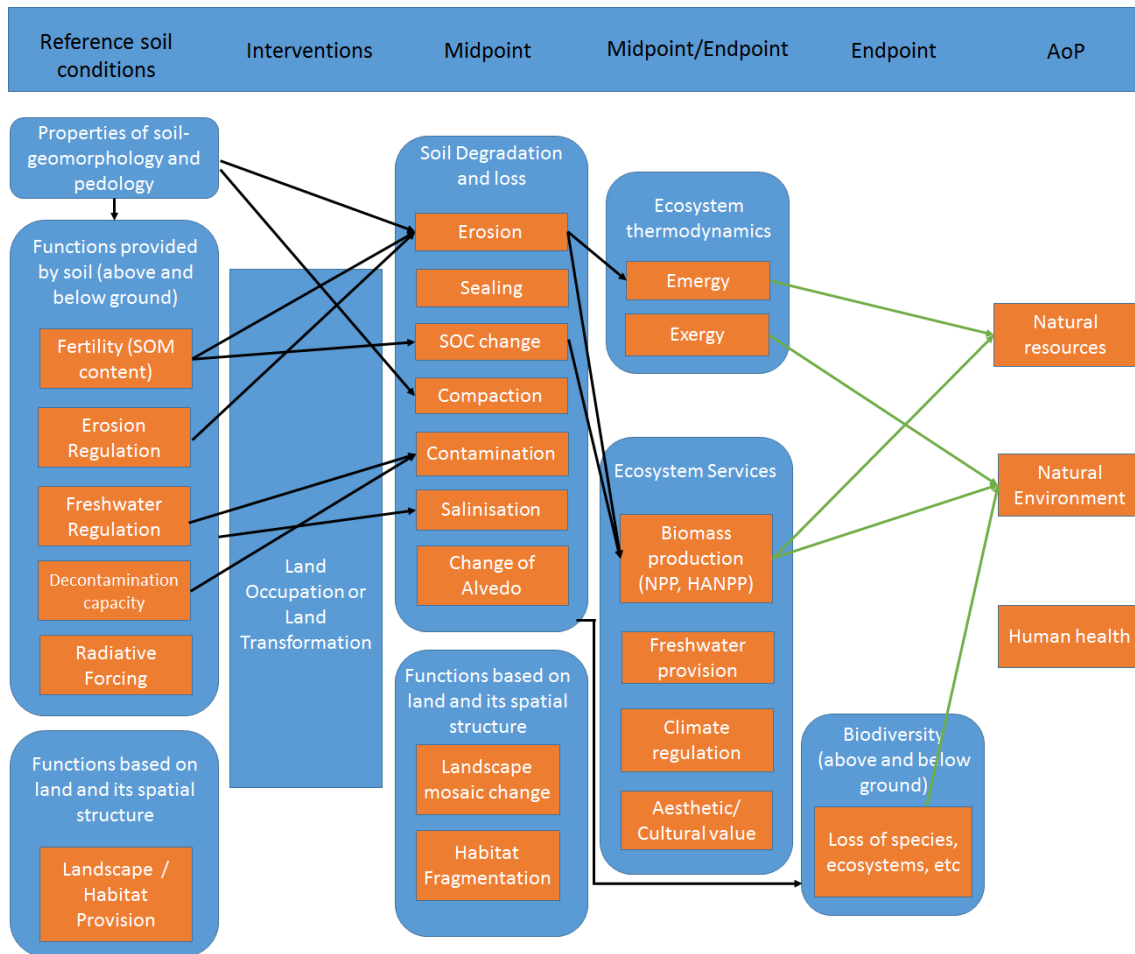 Reference soil
conditions
Interventions
Midpoint
Midpoint/Endpoint
Endpoint
AoP
Properties of soil-
geomorphology and
pedology
Functions provided
by soil (above and
below ground)
Fertility (SOM
content)
Erosion
Regulation
Freshwater
Regulation
Decontamination
capacity
Radiative
Forcing
Functions based on
land and its spatial
structure
Landscape /
Habitat
Provision
Land
Occupation or
Land
Transformation
Soil Degradation
and loss
Erosion
Sealing
SOC change
Compaction
Contamination
Salinisation
Change of
Alvedo
Functions based on
land and its spatial
structure
Landscape
mosaic change
Habitat
Fragmentation
Ecosystem
thermodynamics
Emergy
Exergy
Ecosystem Services
Biomass
production
(NPP, HANPP)
Freshwater
provision
Climate
regulation
Aesthetic/
Cultural value
Biodiversity
(above and below
ground)
Loss of species,
ecosystems, etc
Natural
resources
Natural
Environment
Human health